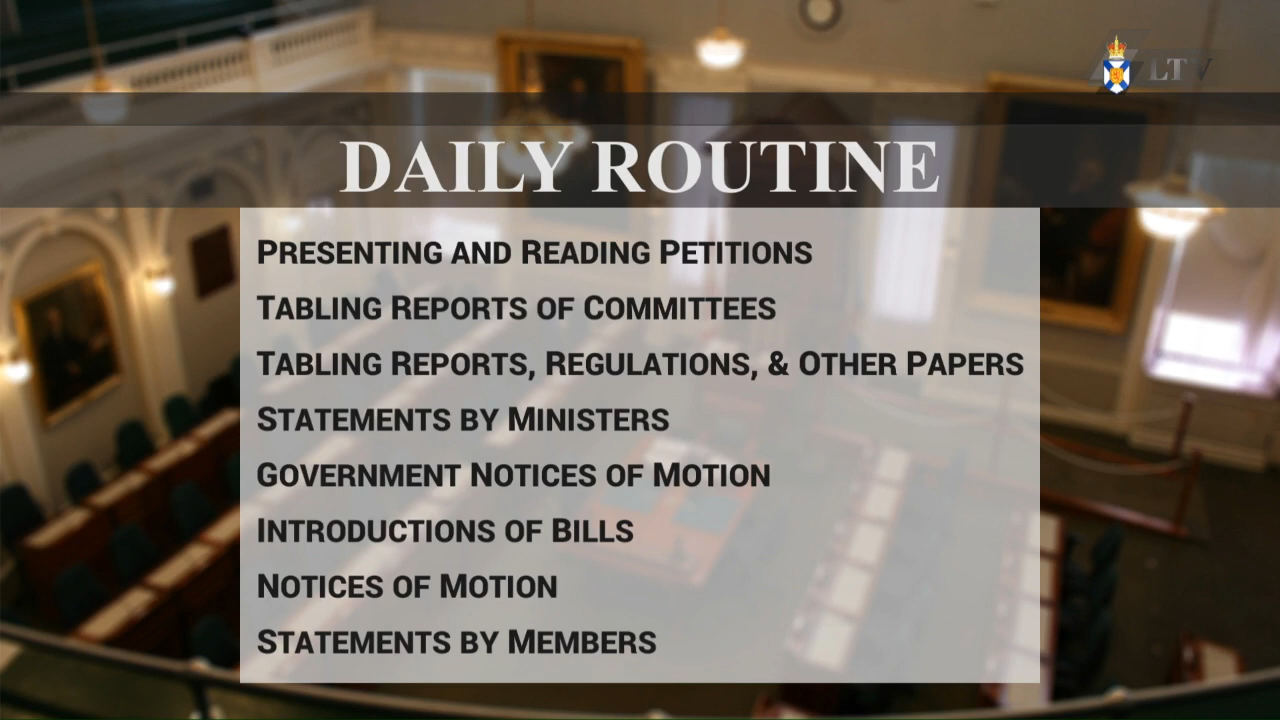 LTV
DAILY ROUTINE
PRESENTING AND READING PETITIONS
TABLING REPORTS OF COMMITTEES
TABLING REPORTS, REGULATIONS, & OTHER PAPERS
STATEMENTS BY MINISTERS
GOVERNMENT NOTICES OF MOTION
INTRODUCTIONS OF BILLS
NOTICES OF MOTION
STATEMENTS BY MEMBERS